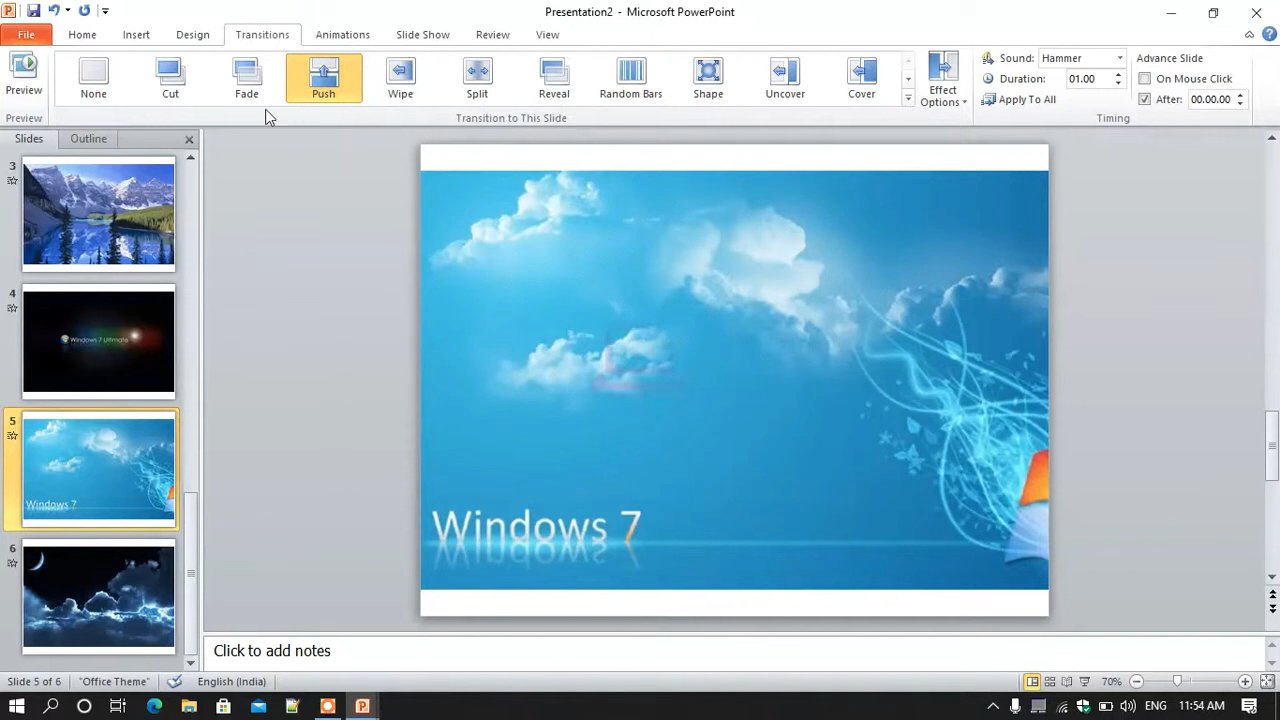 Presentation2 - Microsoft PowerPoint
File Home Insert Design Transitions Animations Slide Show Review View
Preview
None Cut Fade Push Wipe Split Reveal Random Bars Shape Uncover Cover
Effect Options
Sound: Hammer
Duration: 01.00
Apply To All
Advance Slide
On Mouse Click
After: 00:00.00
Preview
Transition to This Slide
Timing
Slides Outline
3
4
Windows 7 Ultimate
5
Windows 7
6
Windows 7
Click to add notes
Slide 5 of 6 "Office Theme" English (India) 70%
ENG 11:54 AM